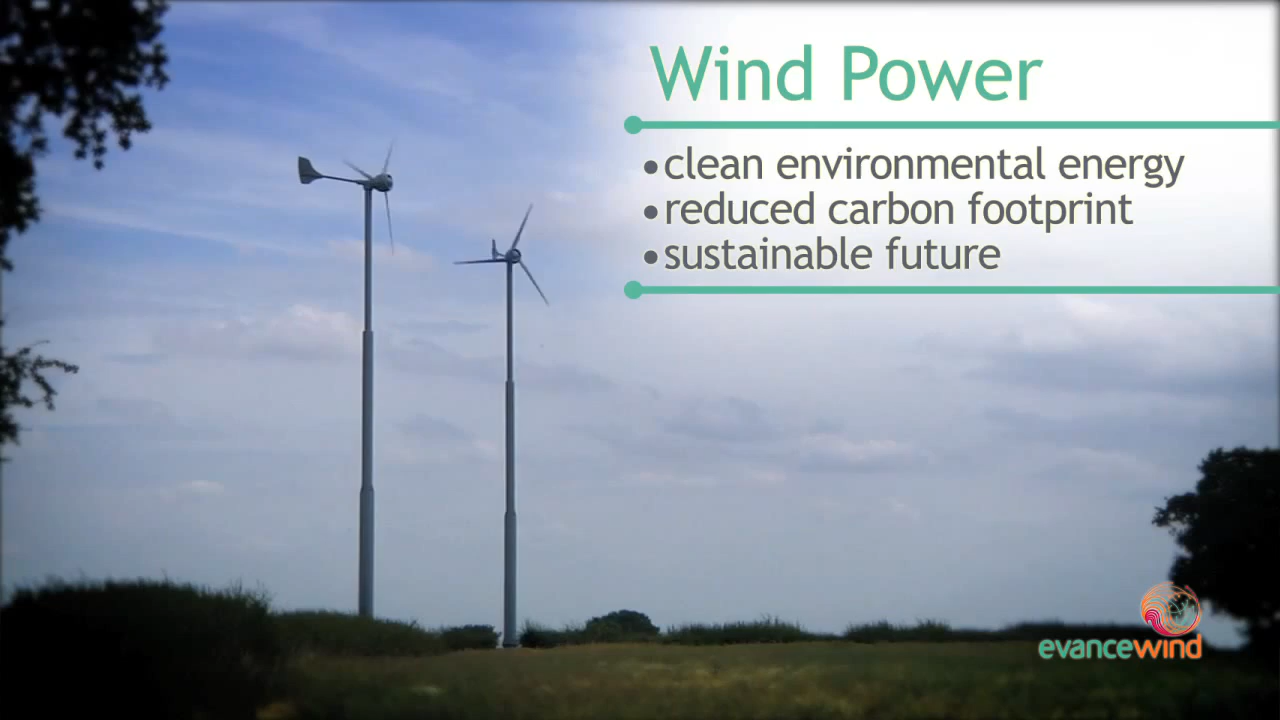 Wind Power
•clean environmental energy
•reduced carbon footprint
•sustainable future
evancewind